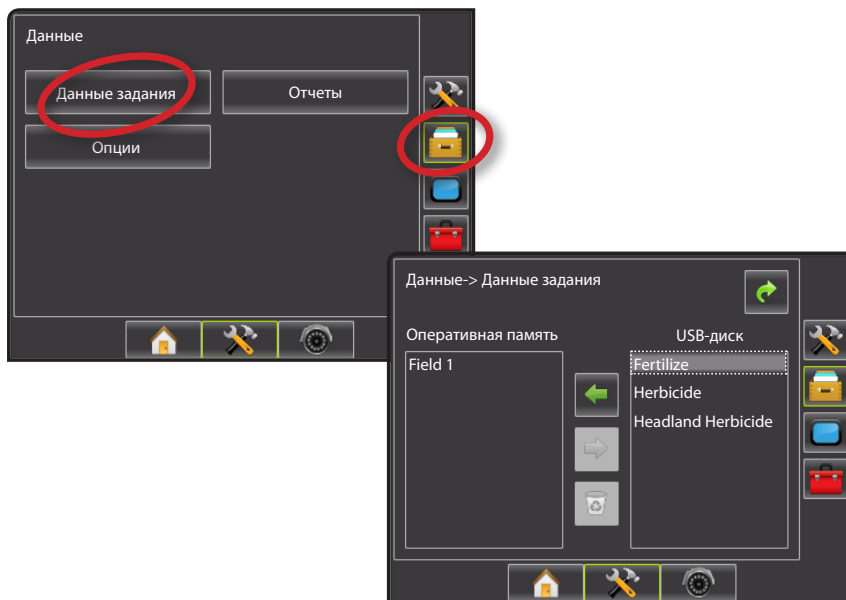 Данные
Данные задания
Отчеты
Опции
Данные-> Данные задания
Оперативная память
USB-диск
Field 1
Fertilize
Herbicide
Headland Herbicide